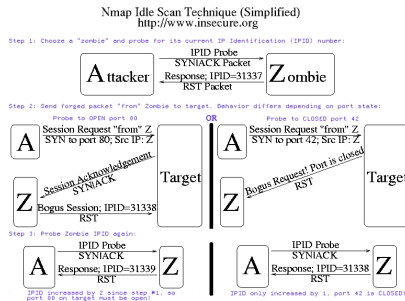 Nmap Idle Scan Technique (Simplified)
http://www.insecure.org
Step 1: Choose a "zombie" and probe for its current IP Identification (IPID) number:
Attacker
IPID Probe
SYN|ACK Packet
Response; IPID=31337
RST Packet
Zombie
Step 2: Send forged packet "from" Zombie to target. Behavior differs depending on port state:
Probe to OPEN port 80
OR
Probe to CLOSED port 42
A
Session Request "from" Z
SYN to port 80; Src IP: Z
Target
Session Acknowledgement
SYN|ACK
Z
Bogus Session; IPID=31338
RST
A
Session Request "from" Z
SYN to port 42; Src IP: Z
Target
Bogus Request! Port is closed
RST
Z
Step 3: Probe Zombie IPID again:
A
IPID Probe
SYN|ACK
Response; IPID=31339
RST
Z
A
IPID Probe
SYN|ACK
Response; IPID=31338
RST
Z
IPID increased by 2 since step #1, so
port 80 on target must be open!
IPID only increased by 1, port 42 is CLOSED!